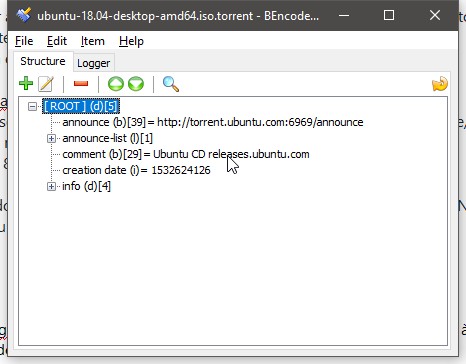 ubuntu-18.04-desktop-amd64.iso.torrent - BEncode...
File Edit Item Help
Structure Logger
[ROOT ] (d)[5]
announce (b)[39]= http://torrent.ubuntu.com:6969/announce
announce-list (l)[1]
comment (b)[29]= Ubuntu CD releases.ubuntu.com
creation date (i)= 1532624126
info (d)[4]